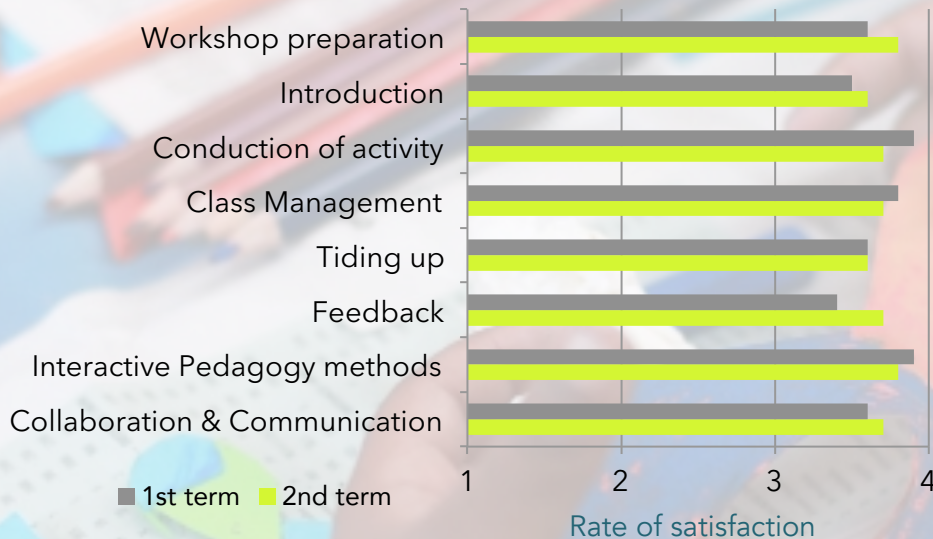 Workshop preparation
Introduction
Conduction of activity
Class Management
Tiding up
Feedback
Interactive Pedagogy methods
Collaboration & Communication
1 2 3 4
1st term 2nd term
Rate of satisfaction